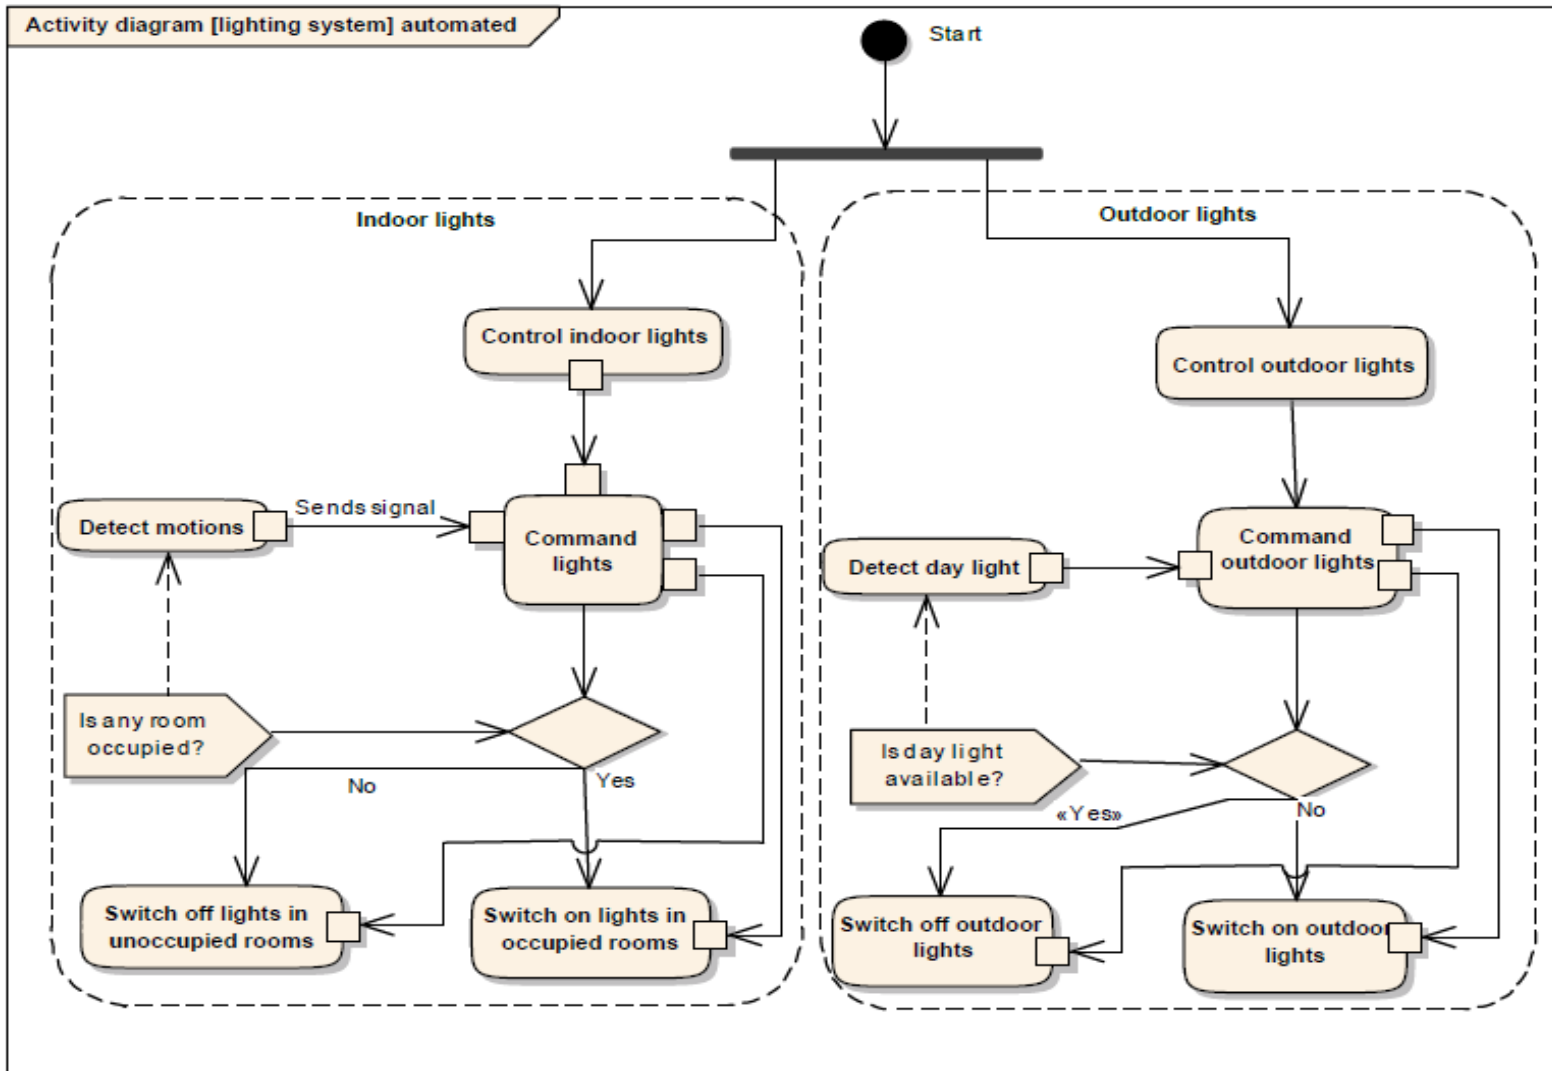 Activity diagram [lighting system] automated
Start
Indoor lights
Control indoor lights
Detect motions
Sends signal
Command
lights
Is any room
occupied?
No
Yes
Switch off lights in
unoccupied rooms
Switch on lights in
occupied rooms
Outdoor lights
Control outdoor lights
Detect day light
Command
outdoor lights
Is day light
available?
«Yes»
No
Switch off outdoor
lights
Switch on outdoor
lights